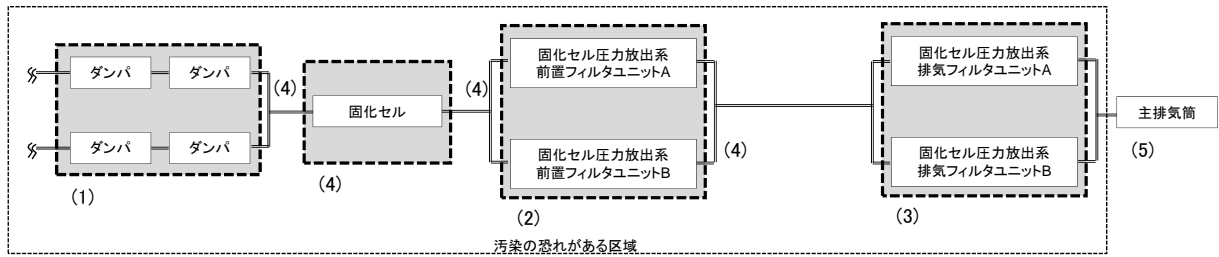 ダンパ
ダンパ
(4)
ダンパ
ダンパ
(1)
固化セル
(4)
(4)
固化セル圧力放出系
前置フィルタユニットA
固化セル圧力放出系
前置フィルタユニットB
(4)
(2)
固化セル圧力放出系
排気フィルタユニットA
固化セル圧力放出系
排気フィルタユニットB
(3)
主排気筒
(5)
汚染の恐れがある区域